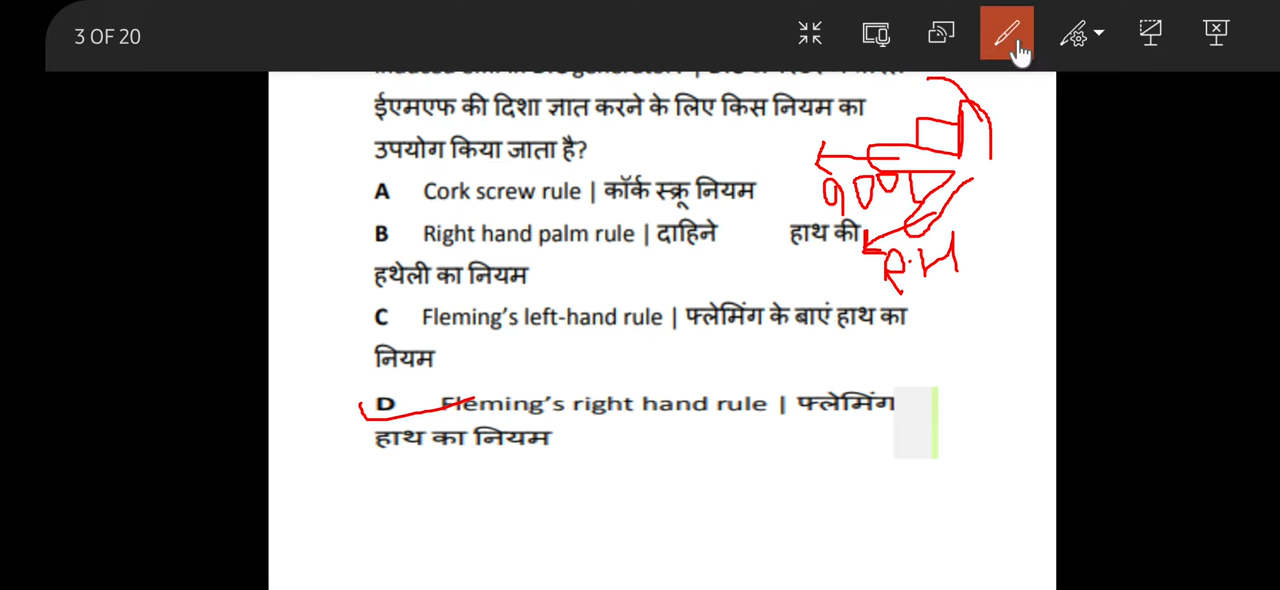 3 OF 20
ईएमएफ की दिशा ज्ञात करने के लिए किस नियम का
उपयोग किया जाता है?
A Cork screw rule | कॉर्क स्क्रू नियम
B Right hand palm rule | दाहिने हाथ की
हथेली का नियम
C Fleming's left-hand rule | फ्लेमिंग के बाएं हाथ का
नियम
D Fleming's right hand rule | फ्लेमिंग
हाथ का नियम
R.H